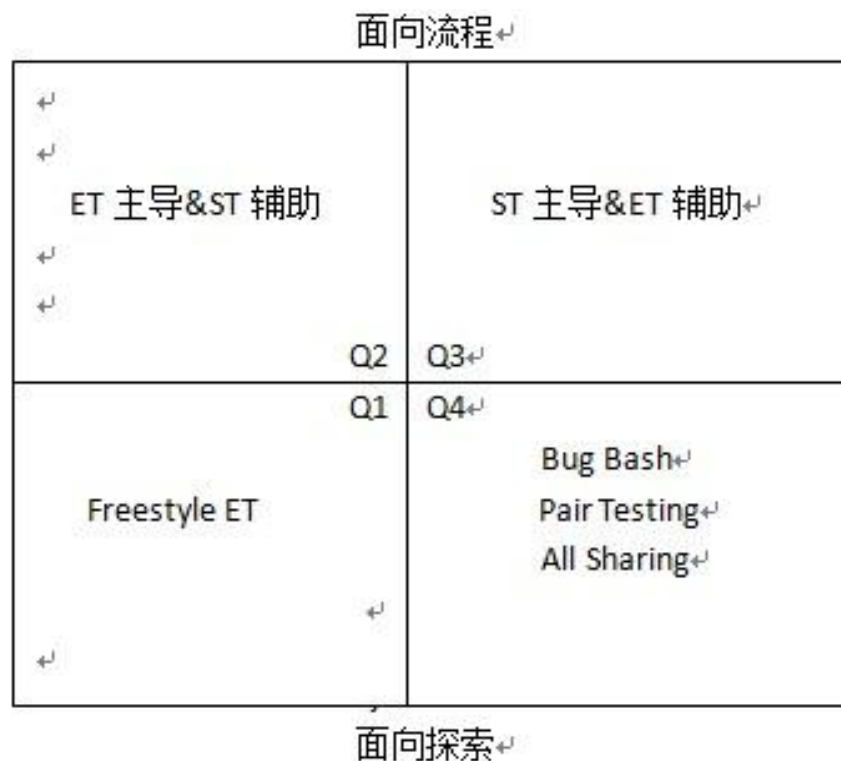 面向流程
ET 主导&ST 辅助
ST 主导&ET 辅助
Q2
Q3
Q1
Q4
Freestyle ET
Bug Bash
Pair Testing
All Sharing
面向探索